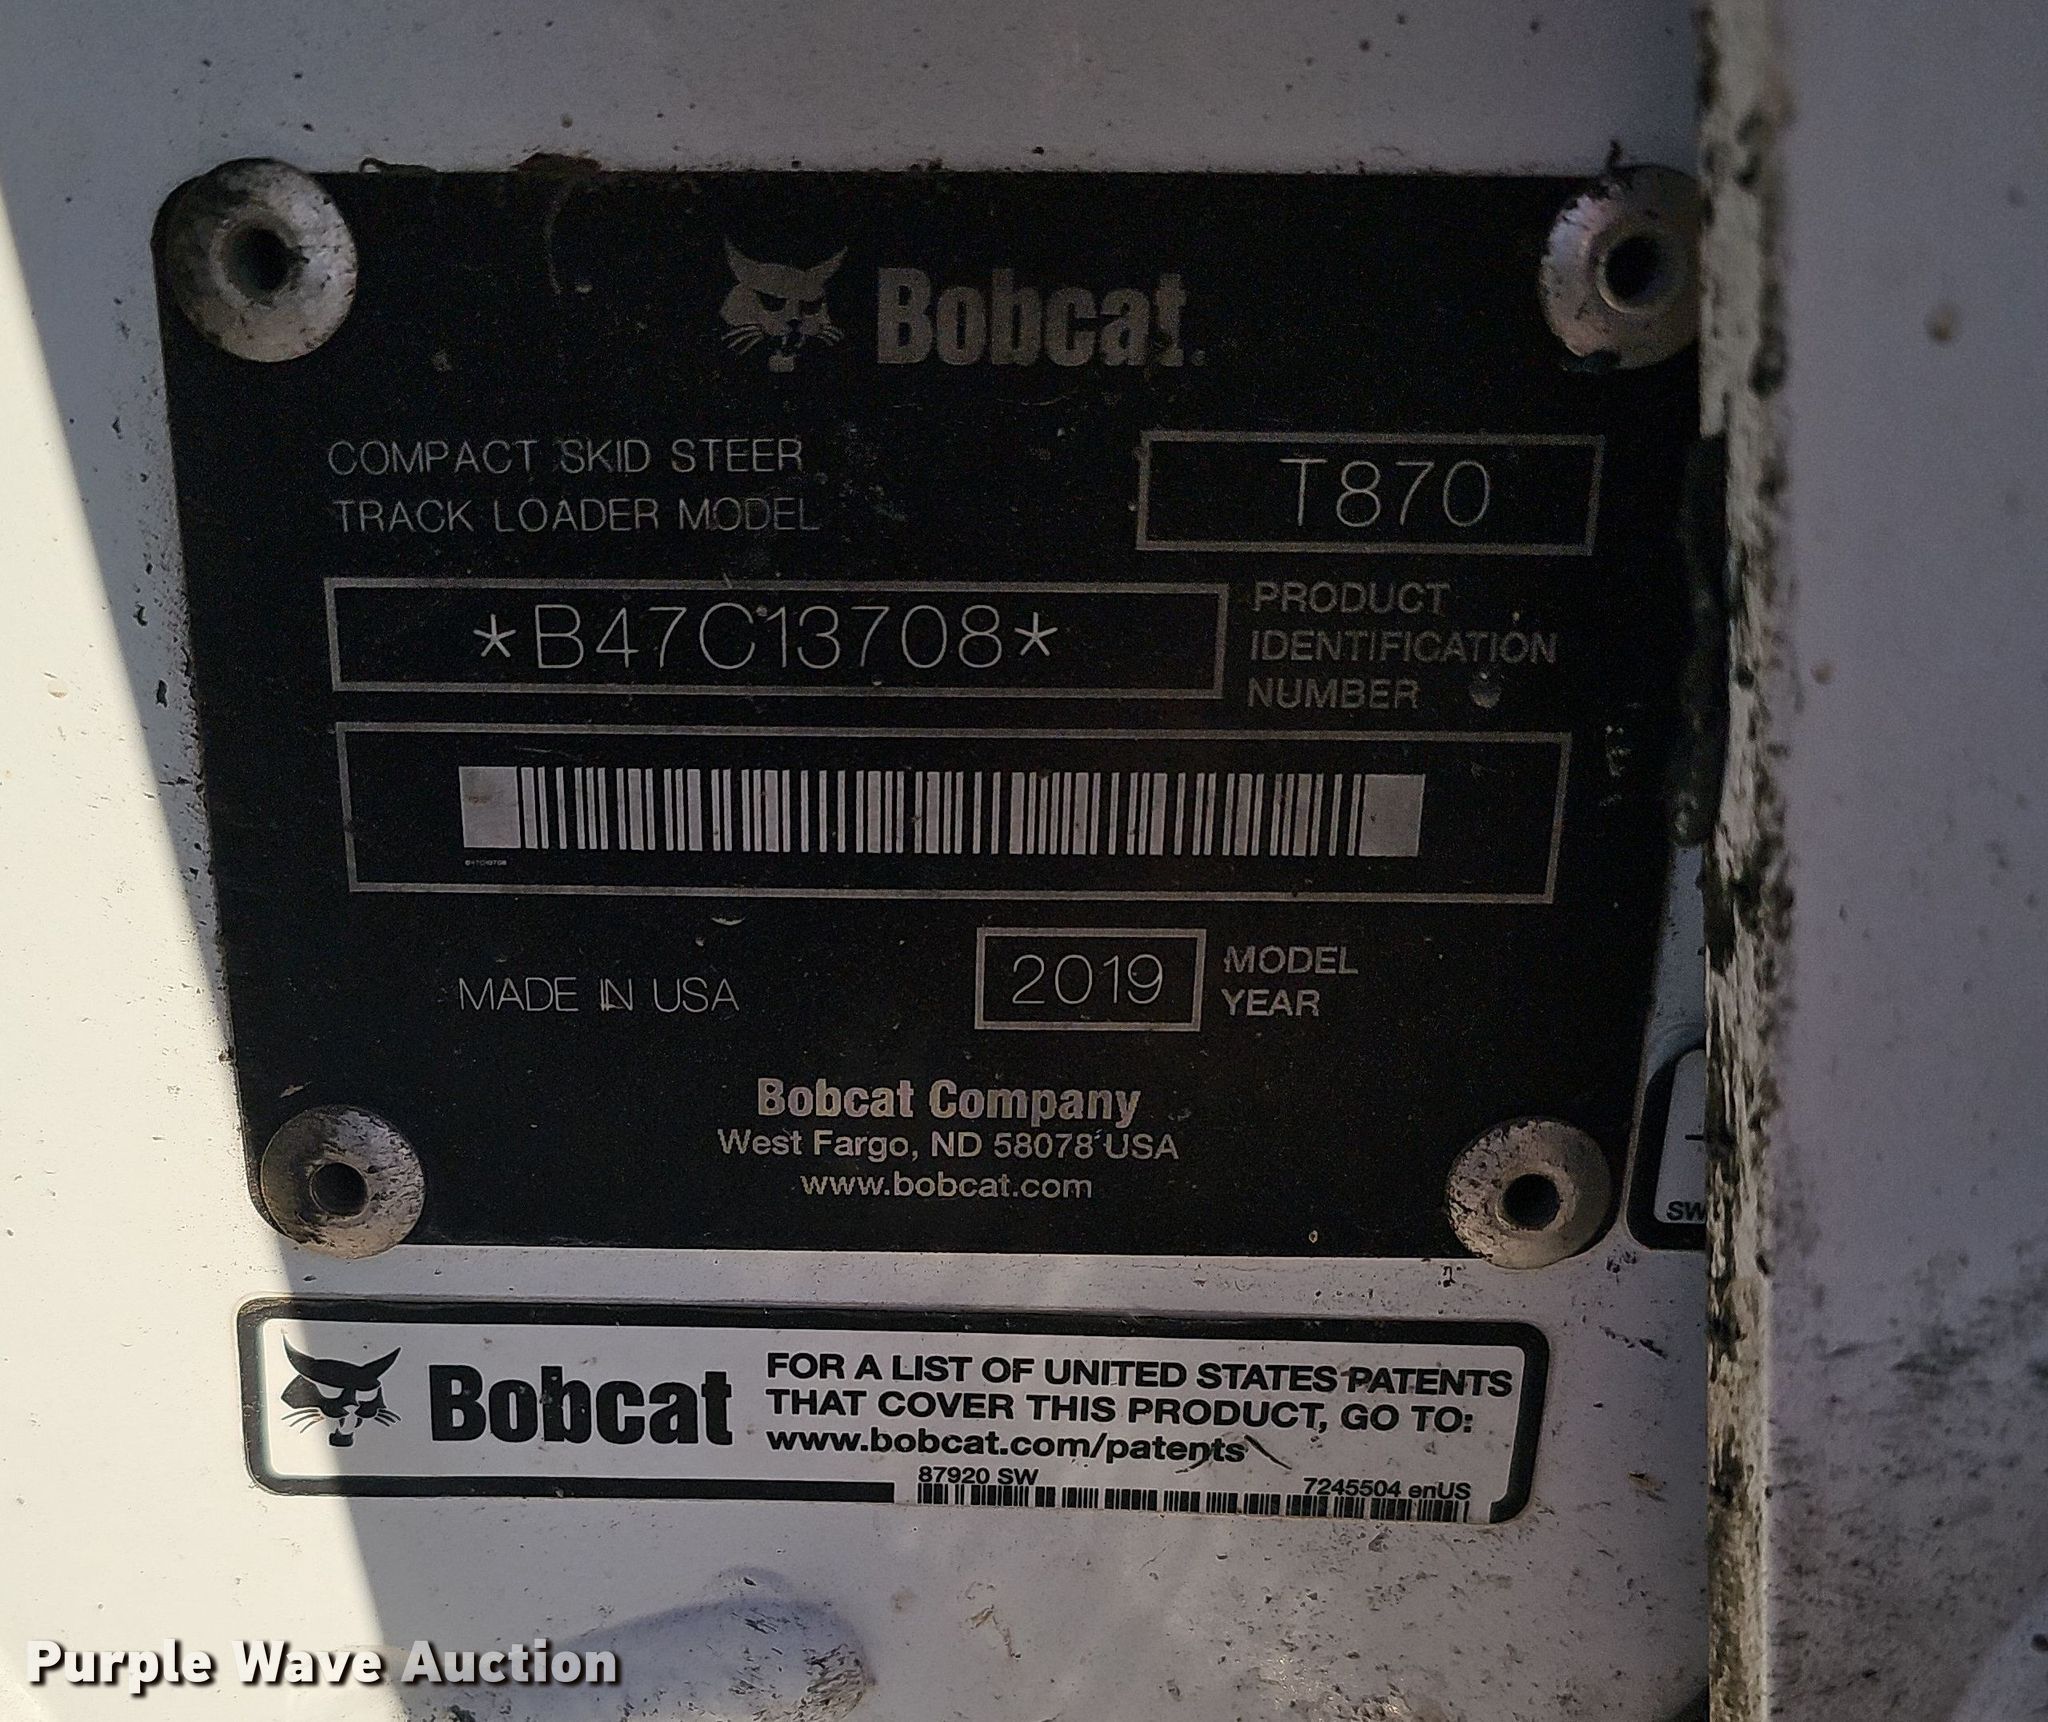 Bobcat.
COMPACT SKID STEER
TRACK LOADER MODEL
T870
*B47C13708*
PRODUCT
IDENTIFICATION
NUMBER
B47C13708
MADE IN USA
2019
MODEL
YEAR
Bobcat Company
West Fargo, ND 58078 USA
www.bobcat.com
SW
Bobcat
FOR A LIST OF UNITED STATES PATENTS
THAT COVER THIS PRODUCT, GO TO:
www.bobcat.com/patents
87920 SW
7245504 enUS
Purple Wave Auction